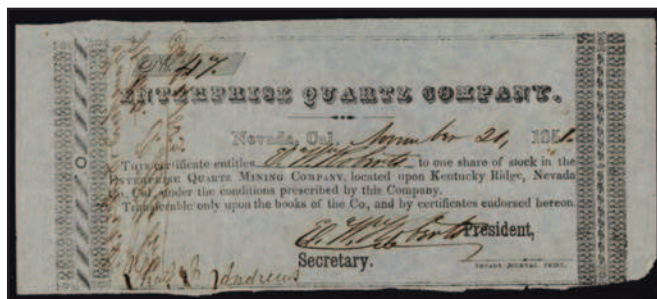 No 47.
ENTERPRISE QUARTZ COMPANY.
Nevada, Cal. November 21, 1851.
This certificate entitles to one share of stock in the
Enterprise Quartz Mining Company, located upon Kentucky Ridge, Nevada
Co. Cal. under the conditions prescribed by this Company.
Transferable only upon the books of the Co, and by certificates endorsed hereon.
President,
Secretary.
NEVADA JOURNAL PRINT.
Andrews